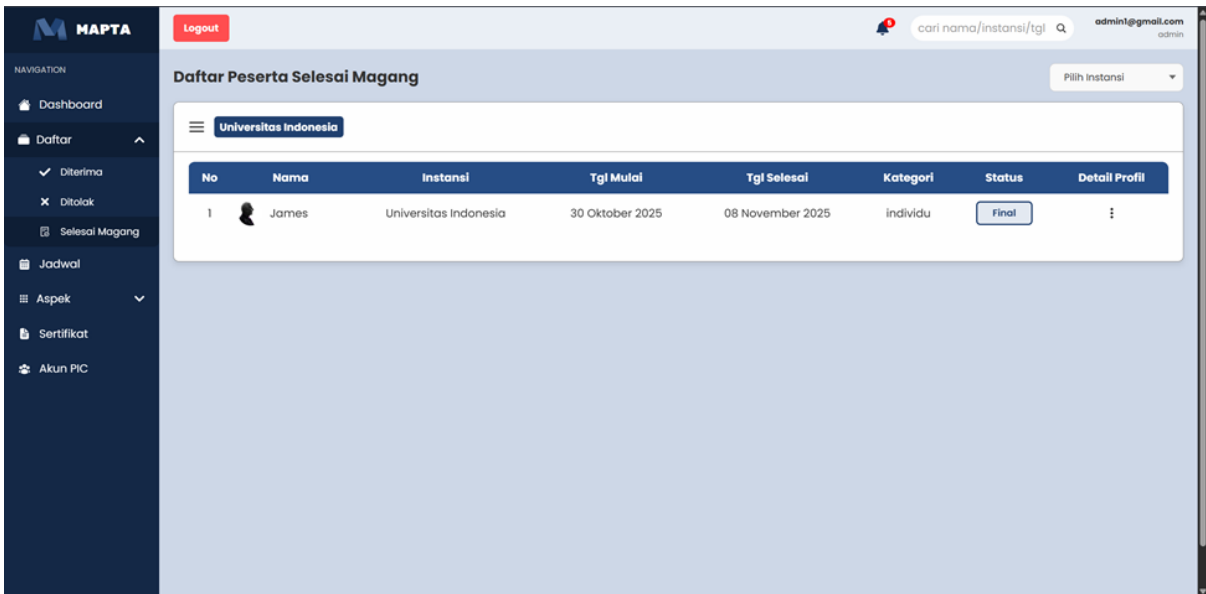 MAPTA
Logout
5
cari nama/instansi/tgl
admin1@gmail.com
admin
NAVIGATION
Dashboard
Daftar
Diterima
Ditolak
Selesai Magang
Jadwal
Aspek
Sertifikat
Akun PIC
Daftar Peserta Selesai Magang
Pilih Instansi
Universitas Indonesia
No Nama Instansi Tgl Mulai Tgl Selesai Kategori Status Detail Profil
1 James Universitas Indonesia 30 Oktober 2025 08 November 2025 individu Final